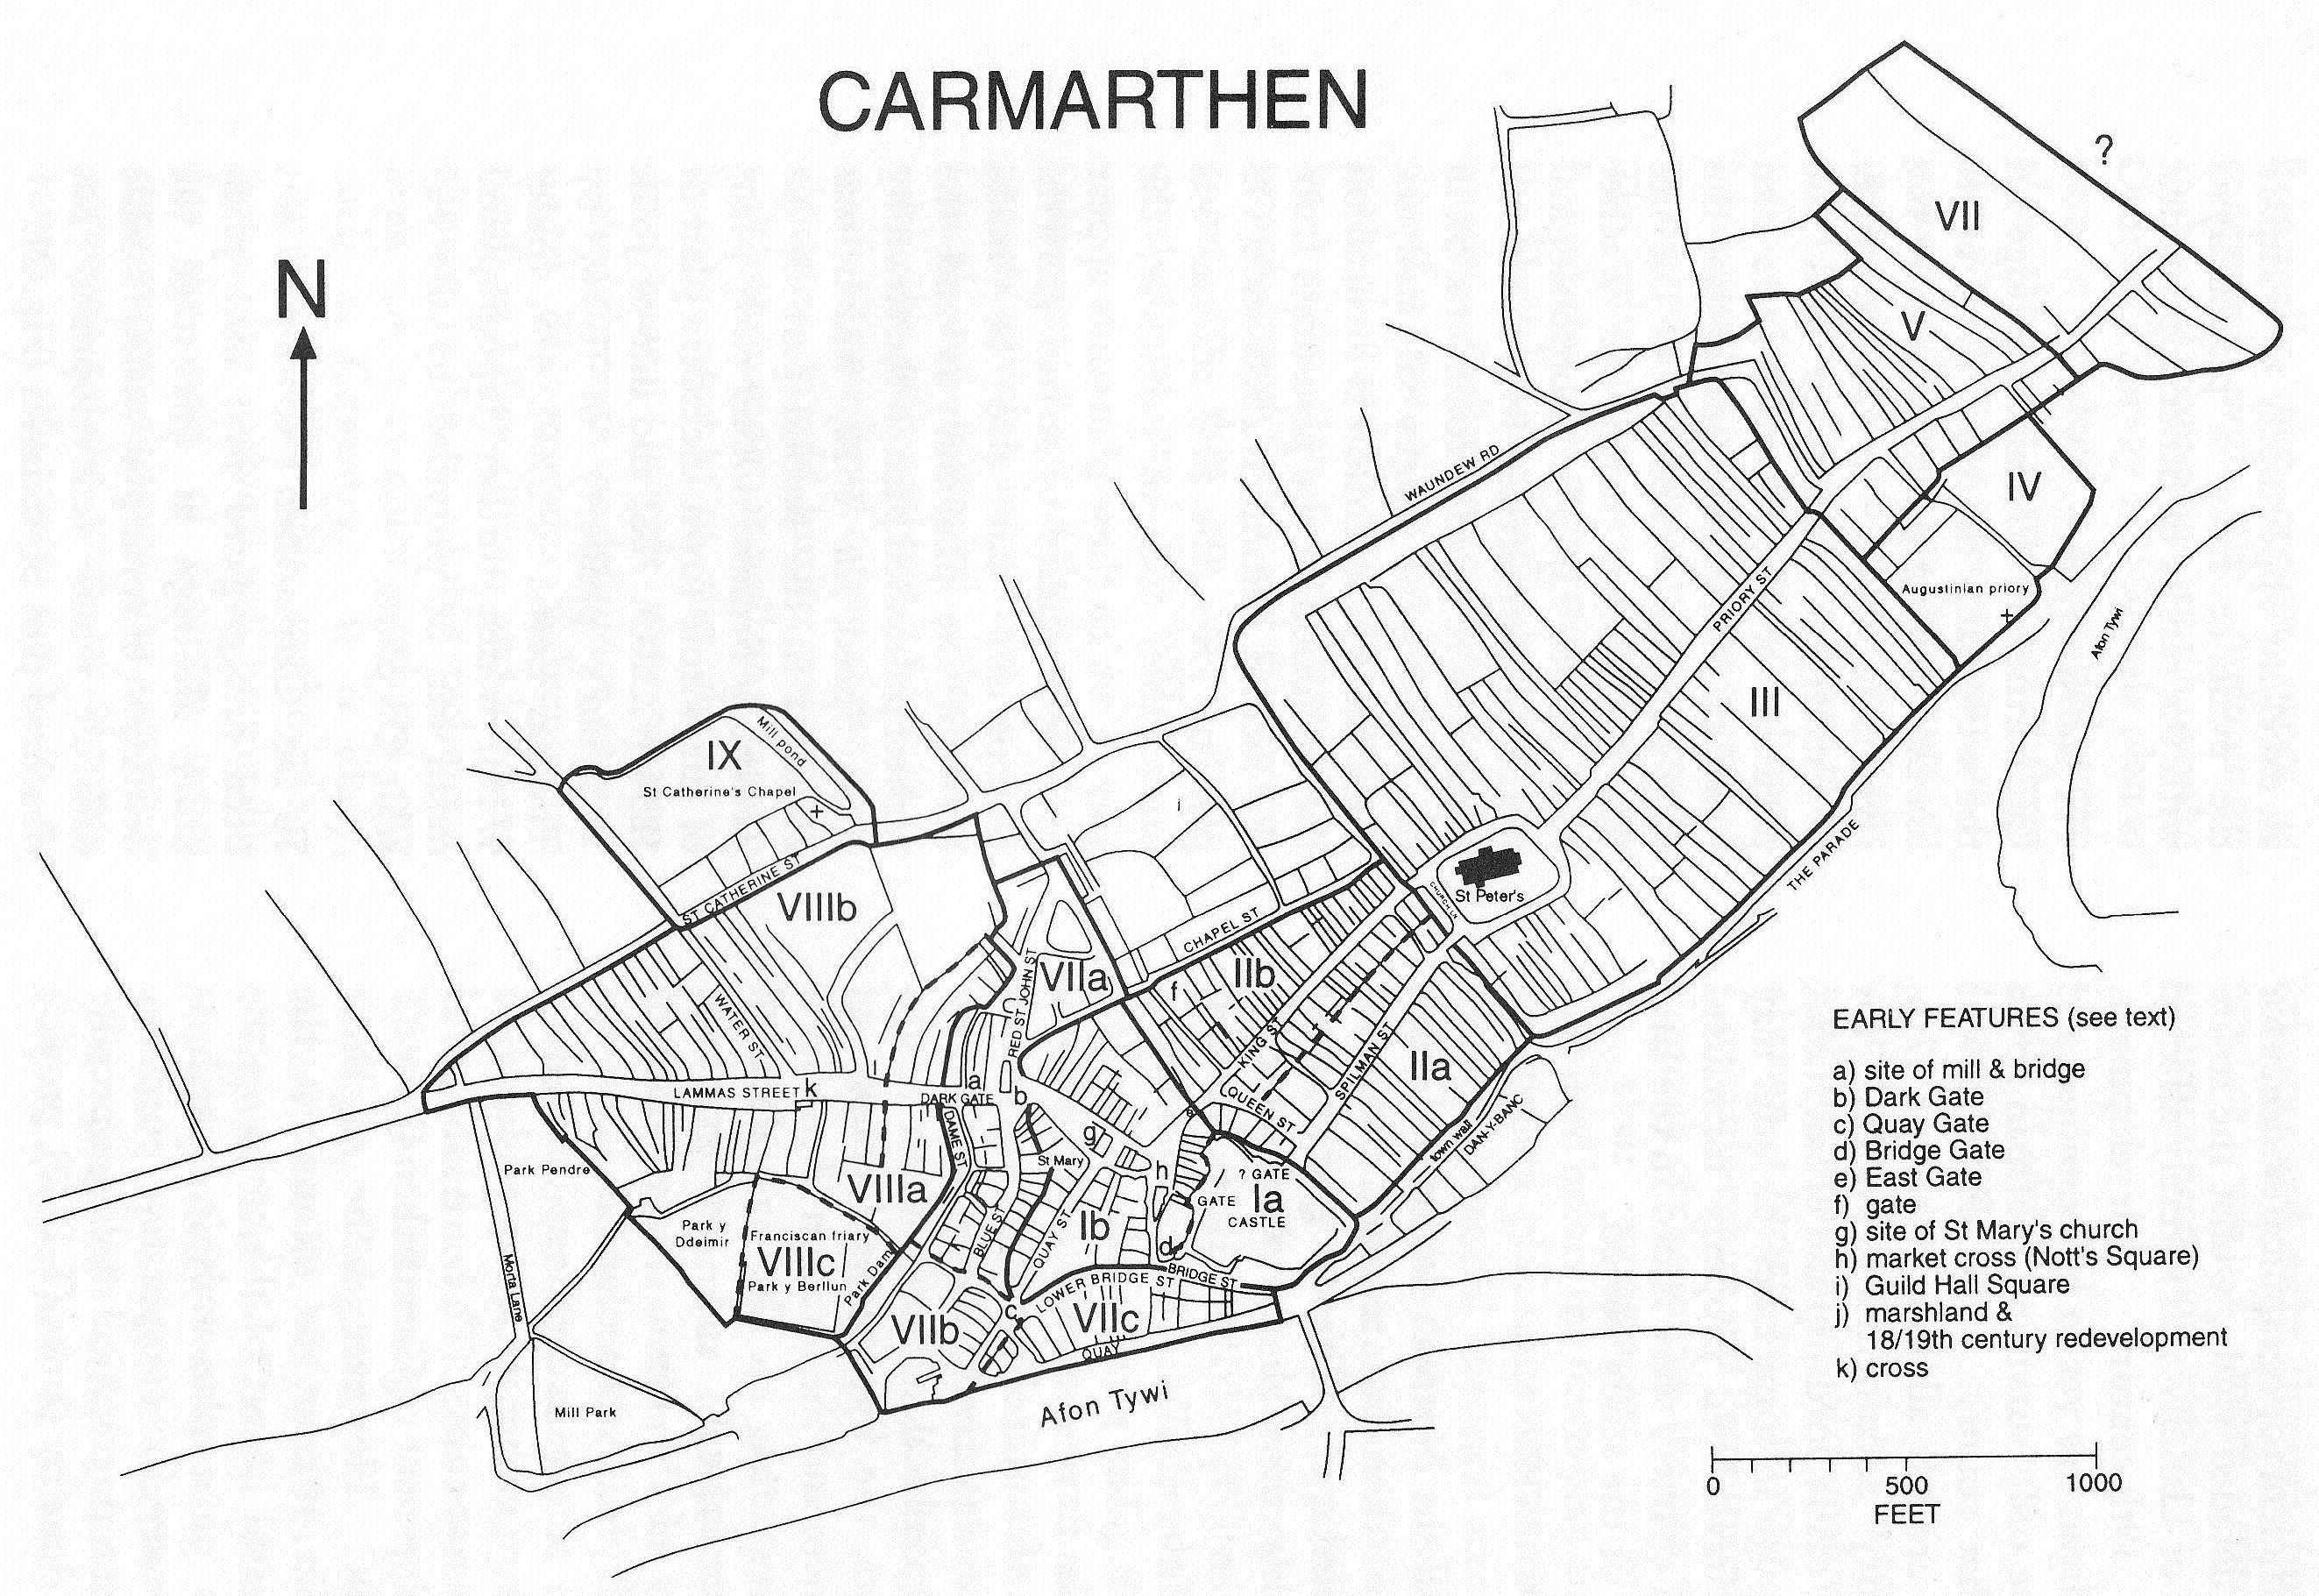 CARMARTHEN
N
?
VII
V
IV
WAUNDEW RD
Augustinian priory
PRIORY ST
Afon Tywi
III
Mill pond
IX
St Catherine's Chapel
i
ST CATHERINE ST
THE PARADE
St Peter's
CHURCH LN
VIIIb
CHAPEL ST
IIb
VIIa
f
RED ST
JOHN ST
WATER ST
KING ST
SPILMAN ST
IIa
a
LAMMAS STREET
k
DARK GATE
b
QUEEN ST
e
DAME ST
g
town wall
DAN-Y-BANC
St Mary
h
Park Pendre
? GATE
VIIIa
GATE
Ia
CASTLE
Park y
Ddeimir
Franciscan friary
BLUE ST
QUAY ST
Ib
d
VIIIc
Park y Berllun
Park Dame
Morta Lane
BRIDGE ST
LOWER BRIDGE ST
c
VIIb
VIIc
QUAY
Mill Park
Afon Tywi
EARLY FEATURES (see text)
a) site of mill & bridge
b) Dark Gate
c) Quay Gate
d) Bridge Gate
e) East Gate
f) gate
g) site of St Mary's church
h) market cross (Nott's Square)
i) Guild Hall Square
j) marshland &
18/19th century redevelopment
k) cross
0 500 1000
FEET